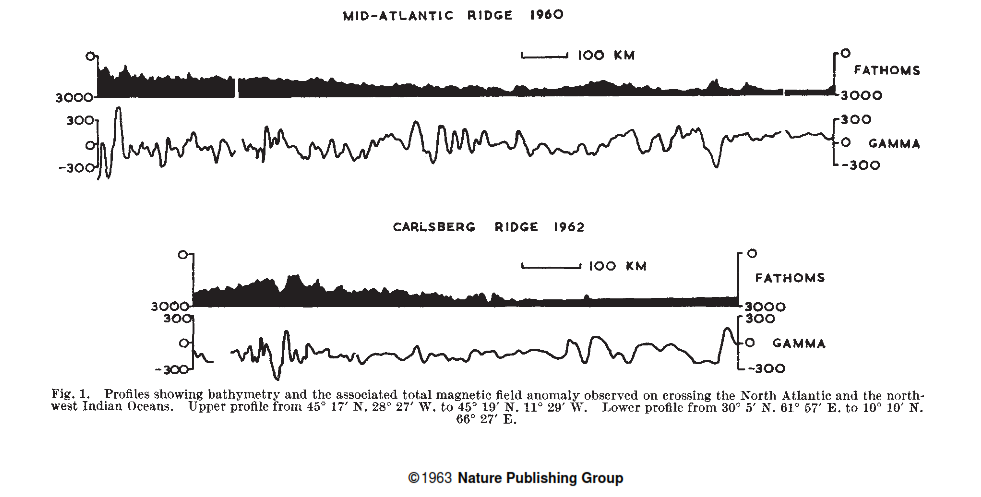 MID-ATLANTIC RIDGE 1960
0 100 KM 0
FATHOMS
3000 3000
300 300
0 0 GAMMA
-300 -300
CARLSBERG RIDGE 1962
0 0
100 KM
FATHOMS
3000 3000
300 300
0 0 GAMMA
-300 -300
Fig. 1. Profiles showing bathymetry and the associated total magnetic field anomaly observed on crossing the North Atlantic and the north-
west Indian Oceans. Upper profile from 45° 17′ N. 28° 27′ W. to 45° 19′ N. 11° 29′ W. Lower profile from 30° 5′ N. 61° 57′ E. to 10° 10′ N.
66° 27′ E.
©1963 Nature Publishing Group